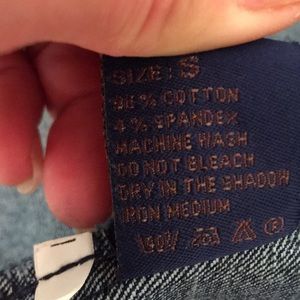 SIZE: S
96% COTTON
4% SPANDEX
MACHINE WASH
DO NOT BLEACH
DRY IN THE SHADOW
IRON MEDIUM